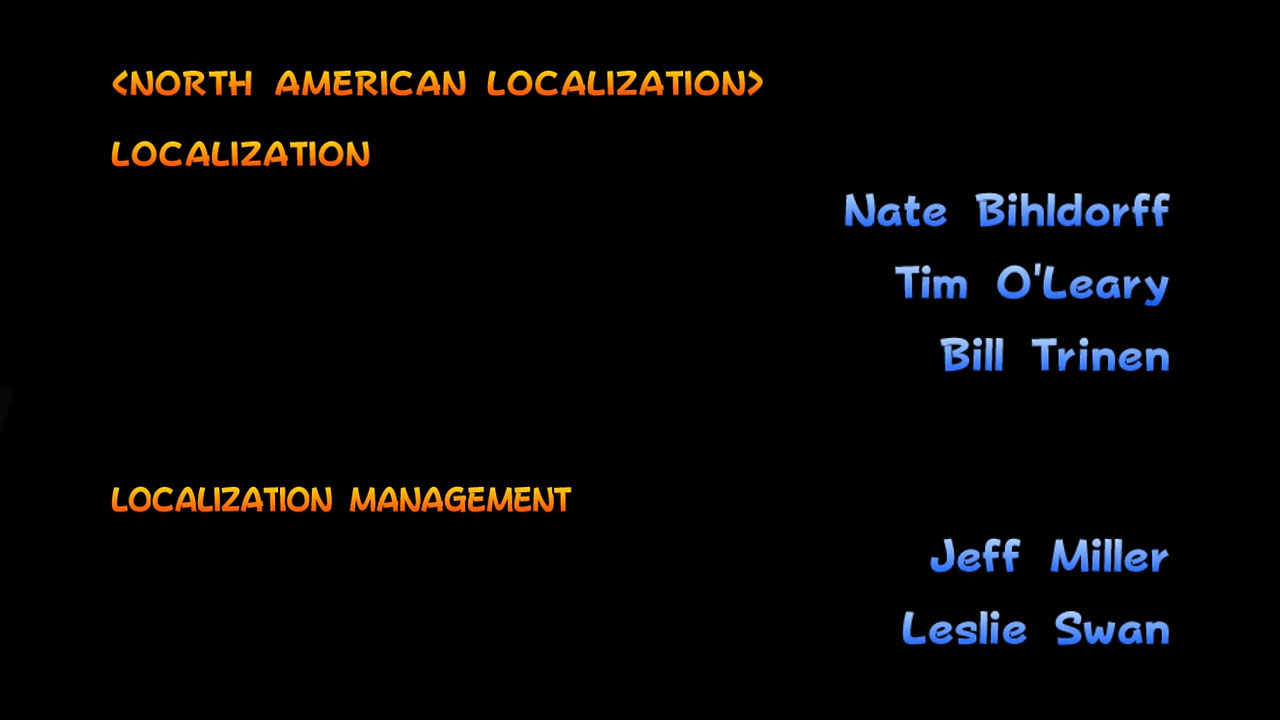 <NORTH AMERICAN LOCALIZATION>
LOCALIZATION
Nate Bihldorff
Tim O'Leary
Bill Trinen
LOCALIZATION MANAGEMENT
Jeff Miller
Leslie Swan